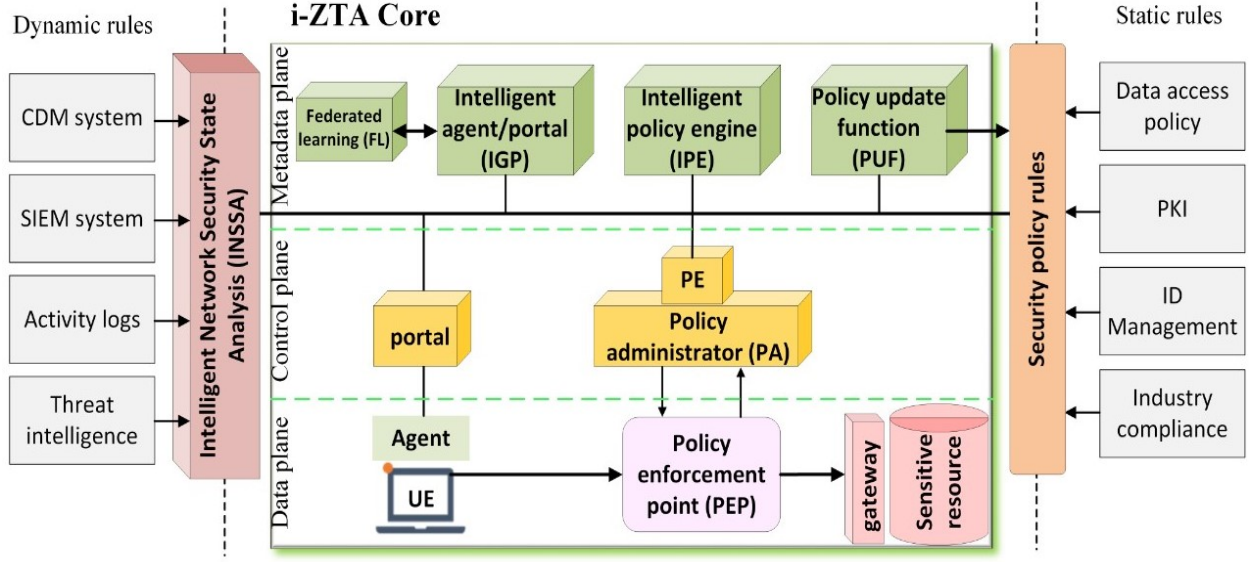 Dynamic rules
i-ZTA Core
Static rules
CDM system
SIEM system
Activity logs
Threat
intelligence
Intelligent Network Security State
Analysis (INSSA)
Metadata plane
Federated
learning (FL)
Intelligent
agent/portal
(IGP)
Intelligent
policy engine
(IPE)
Policy update
function
(PUF)
Control plane
portal
PE
Policy
administrator (PA)
Data plane
Agent
UE
Policy
enforcement
point (PEP)
gateway
Sensitive
resource
Security policy rules
Data access
policy
PKI
ID
Management
Industry
compliance